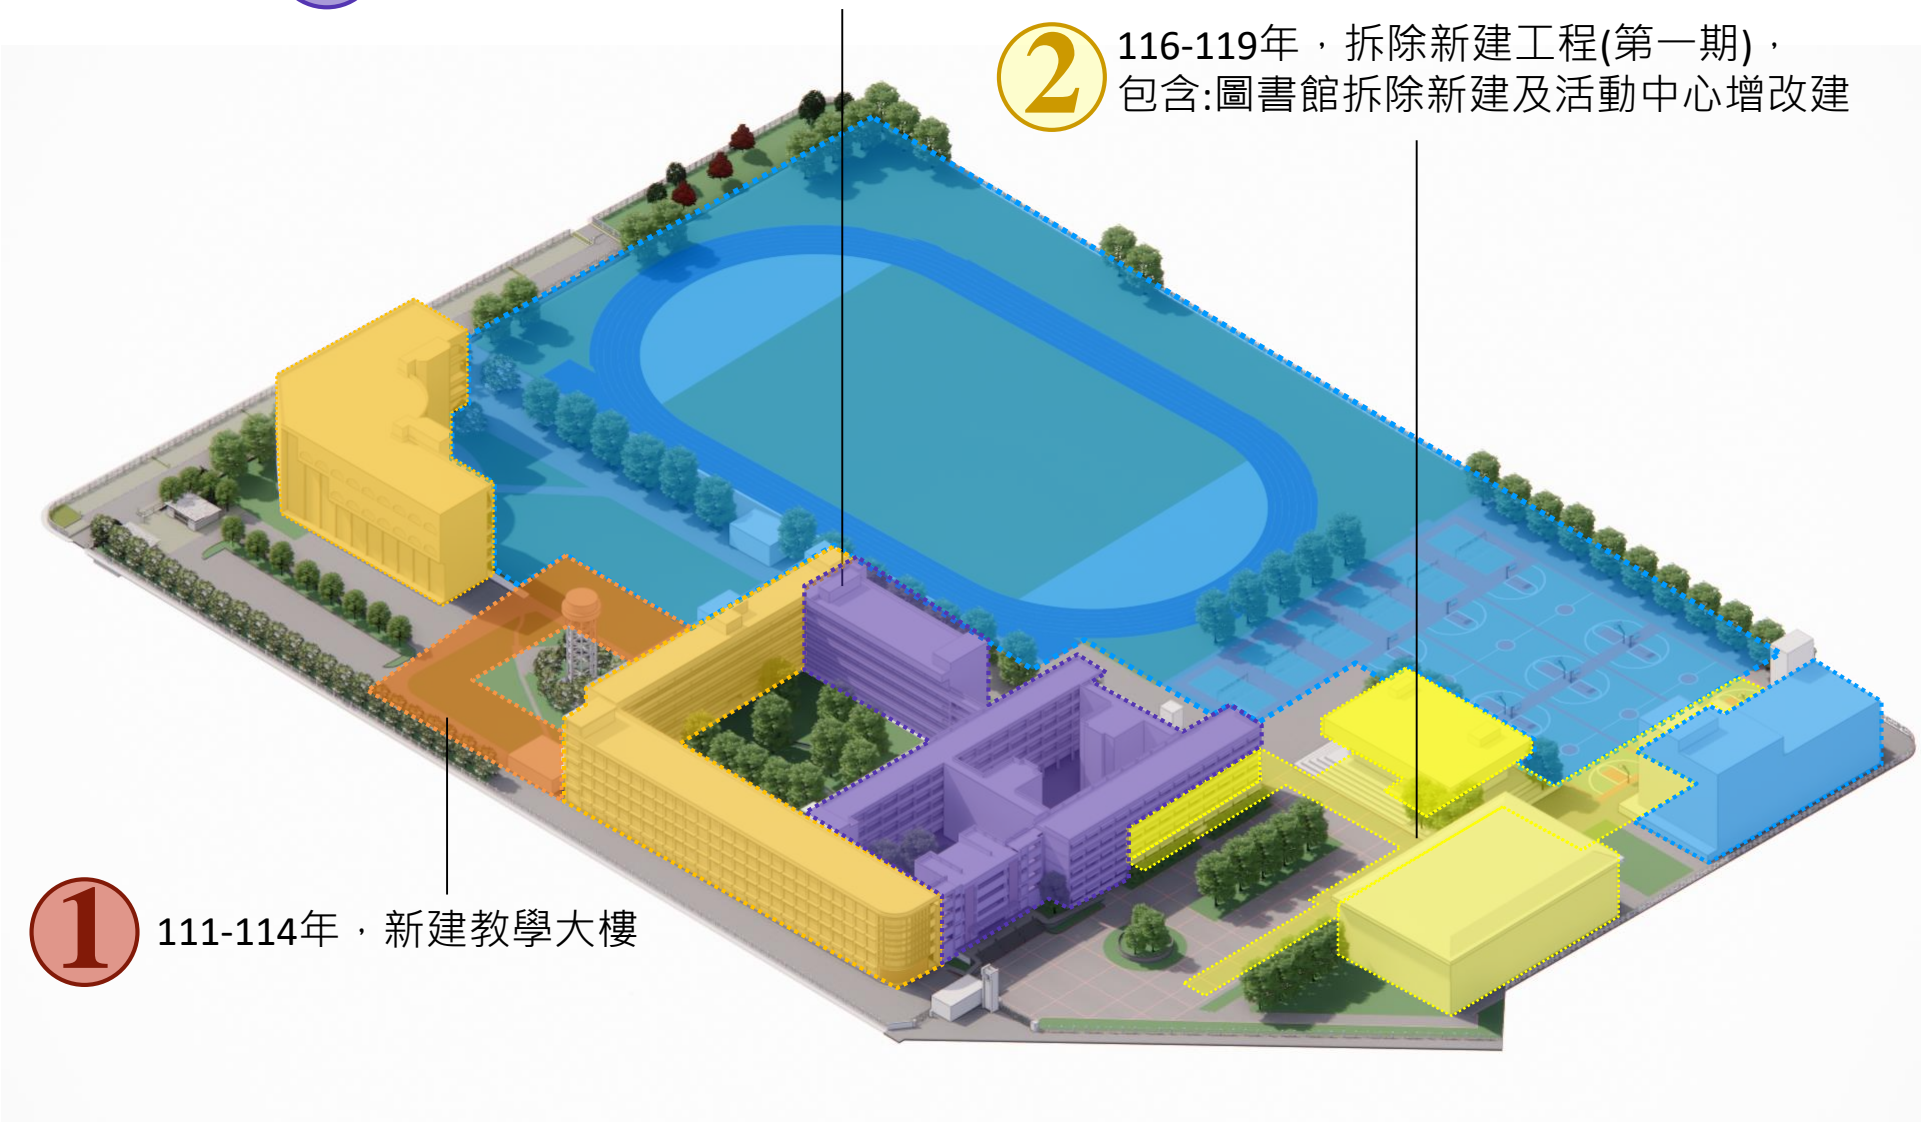 2
116-119年，拆除新建工程(第一期)，
包含:圖書館拆除新建及活動中心增改建
1
111-114年，新建教學大樓